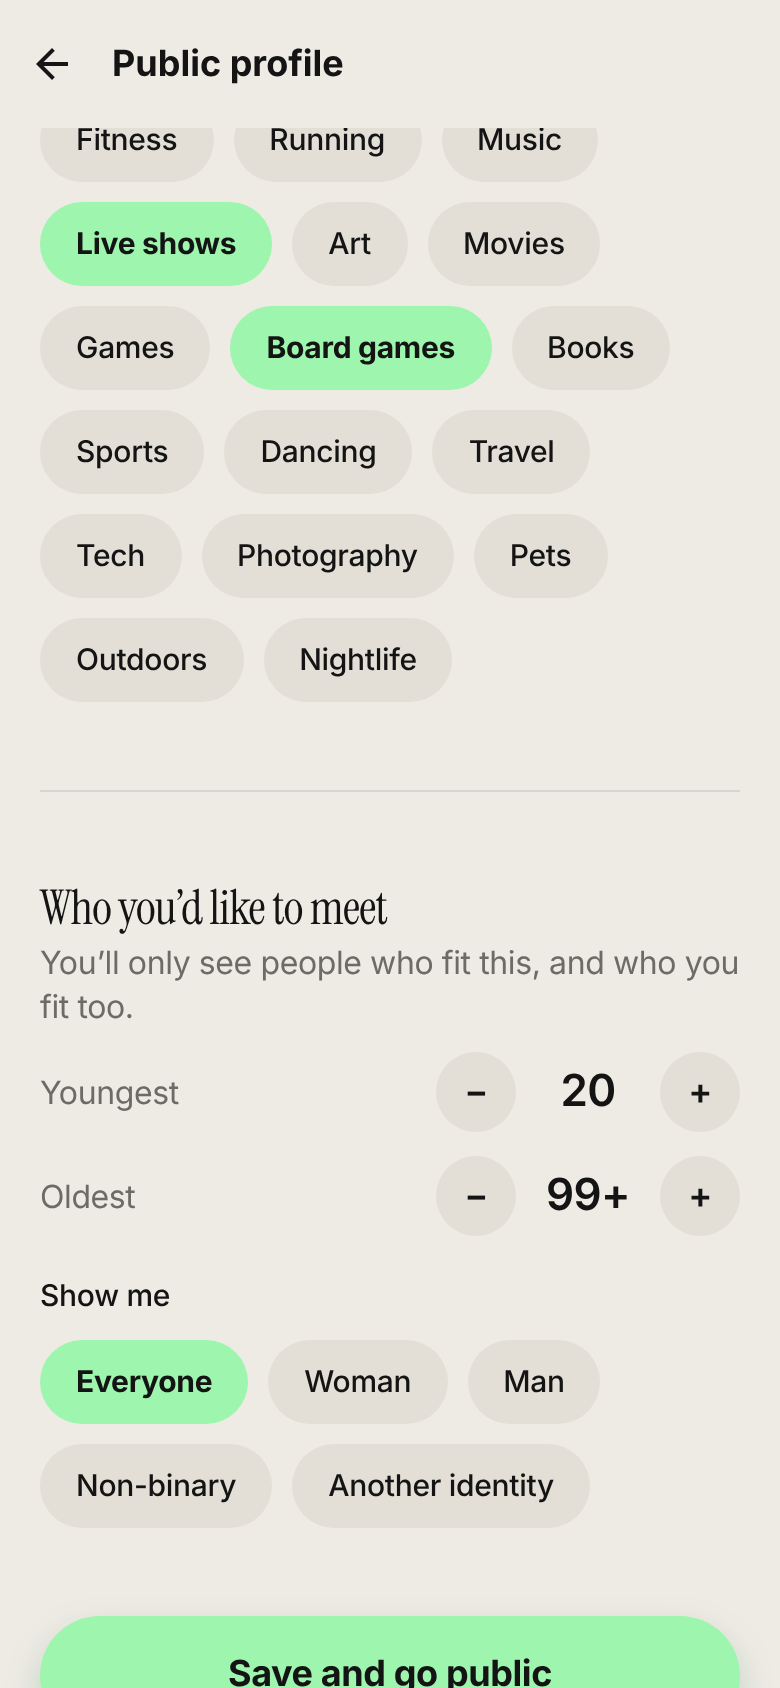 Public profile
Fitness Running Music
Live shows Art Movies
Games Board games Books
Sports Dancing Travel
Tech Photography Pets
Outdoors Nightlife
Who you’d like to meet
You’ll only see people who fit this, and who you
fit too.
Youngest − 20 +
Oldest − 99+ +
Show me
Everyone Woman Man
Non-binary Another identity
Save and go public